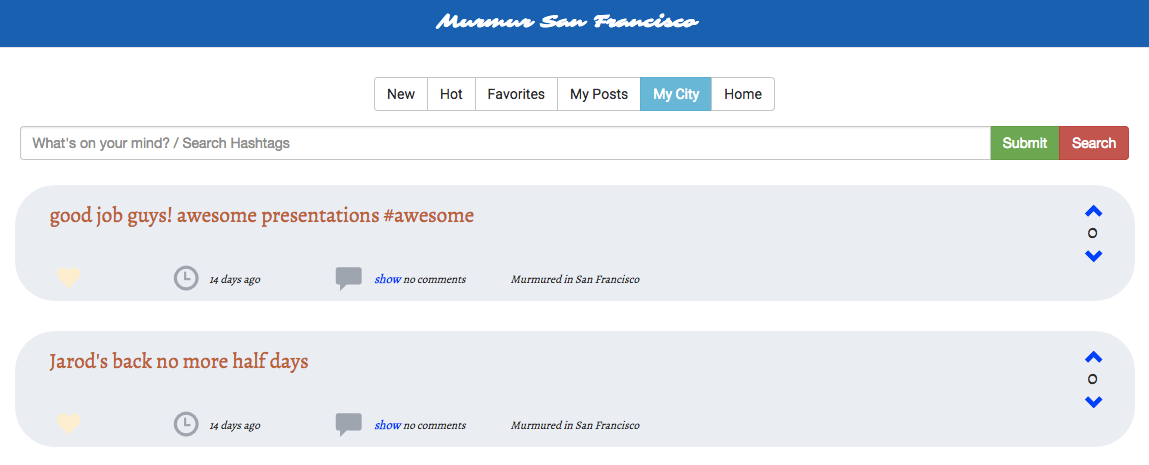 Murmur San Francisco
New Hot Favorites My Posts My City Home
What's on your mind? / Search Hashtags Submit Search
good job guys! awesome presentations #awesome
0
14 days ago show no comments Murmured in San Francisco
Jarod's back no more half days
0
14 days ago show no comments Murmured in San Francisco